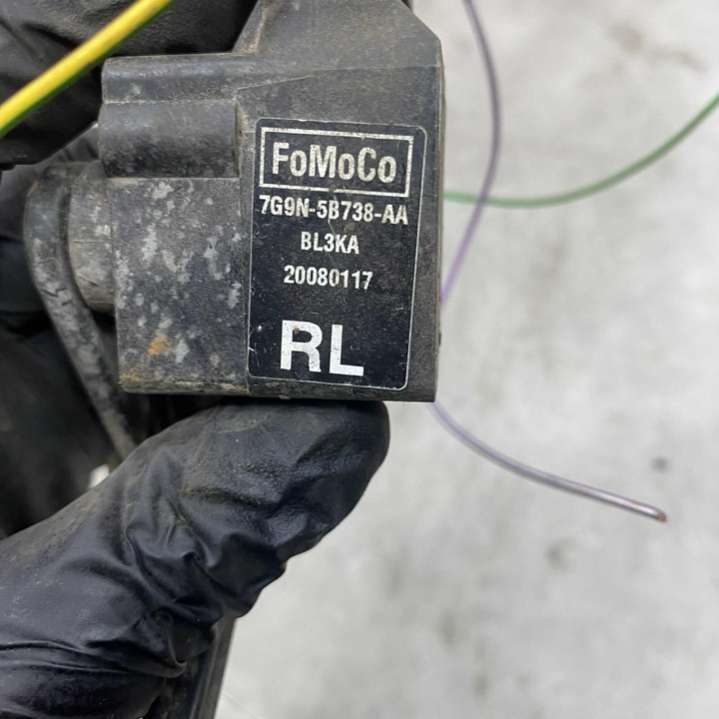 FoMoCo
7G9N-5B738-AA
BL3KA
20080117
RL